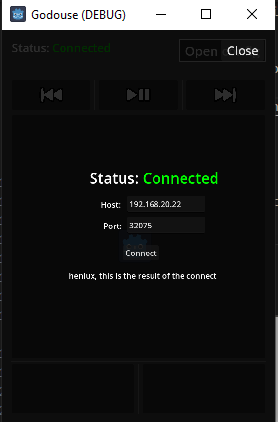 Godouse (DEBUG)
Status: Connected
Open
Close
Status: Connected
Host: 192.168.20.22
Port: 32075
Connect
henlux, this is the result of the connect